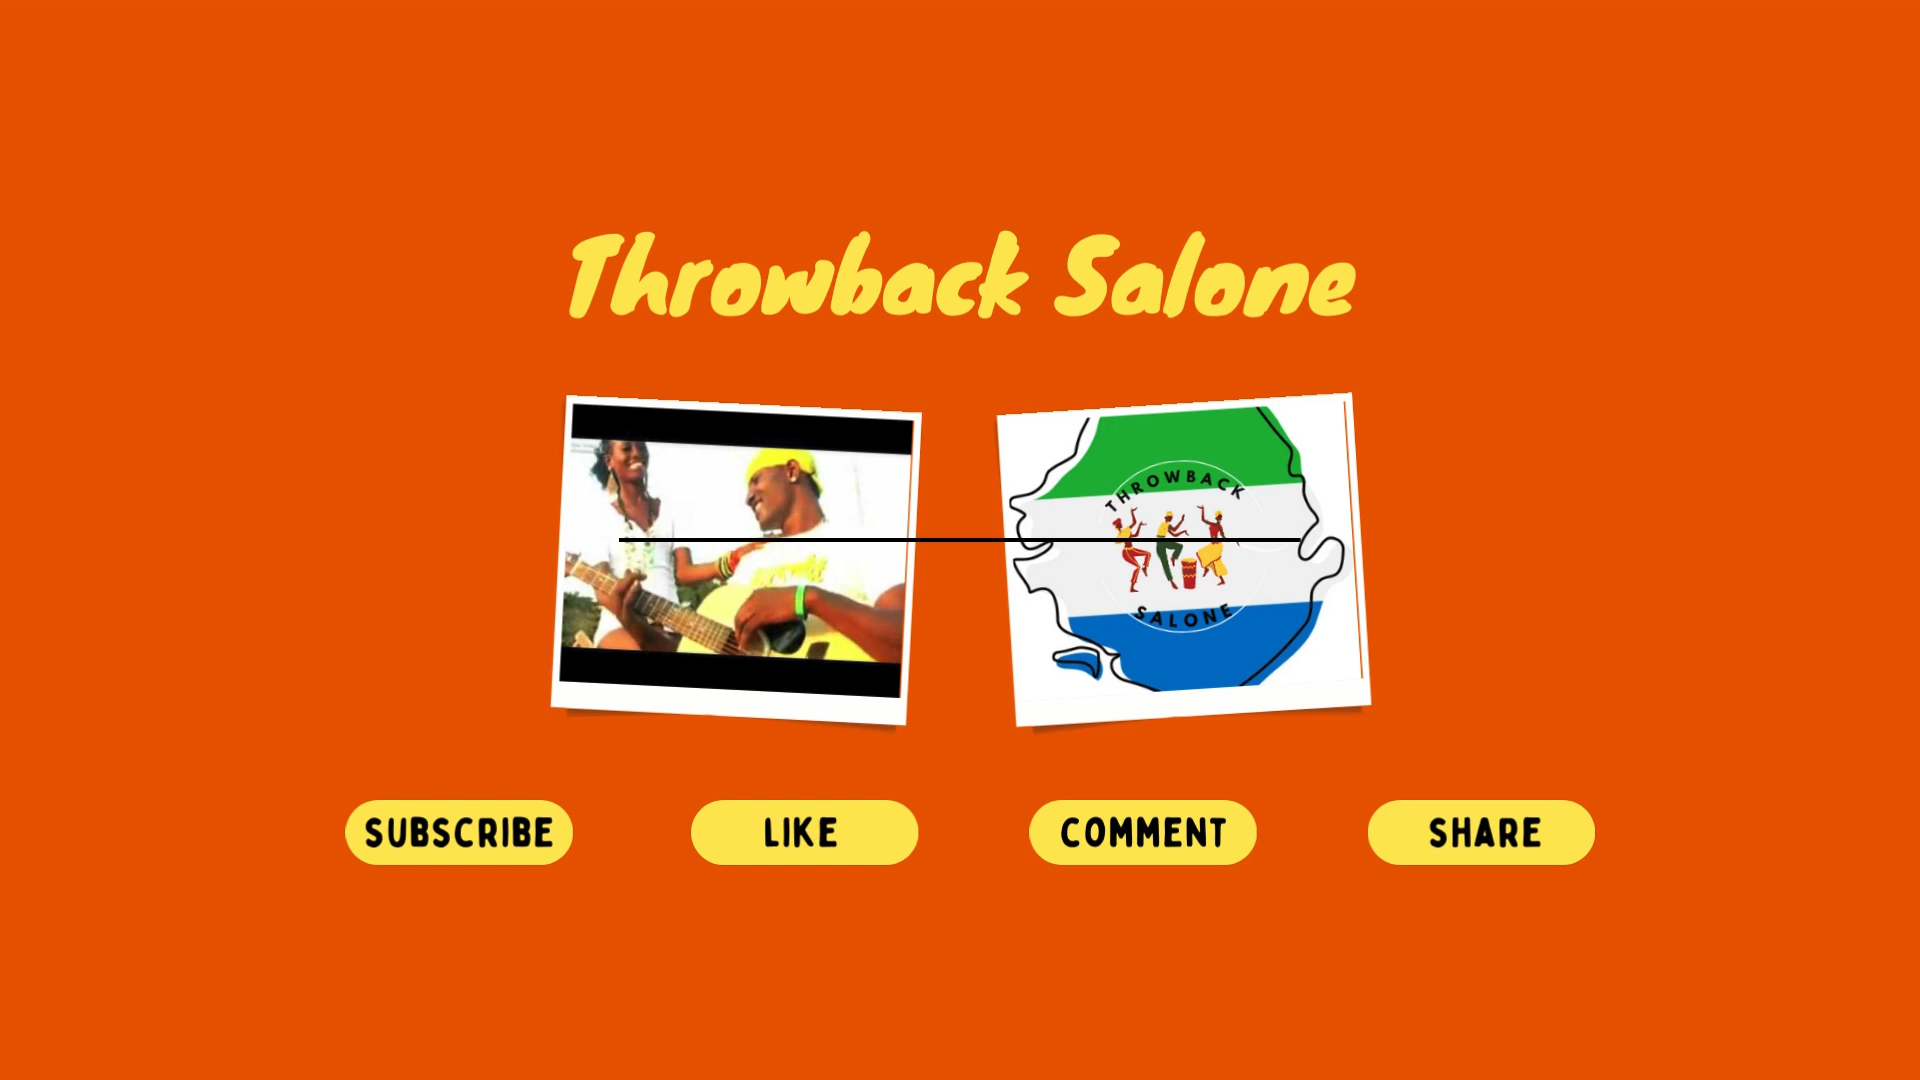 Throwback Salone
THROWBACK
SALONE
SUBSCRIBE
LIKE
COMMENT
SHARE